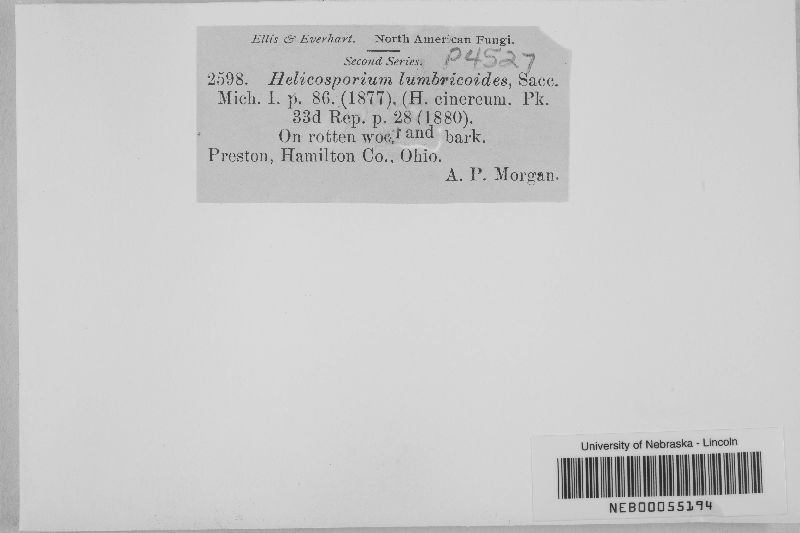 Ellis & Everhart. North American Fungi.
Second Series. P4527
2598. Helicosporium lumbricoides, Sacc.
Mich. I. p. 86. (1877). (H. cinereum. Pk.
33d Rep. p. 28 (1880).
On rotten and bark.
Preston, Hamilton Co., Ohio.
A. P. Morgan.
University of Nebraska - Lincoln
NEB00055194